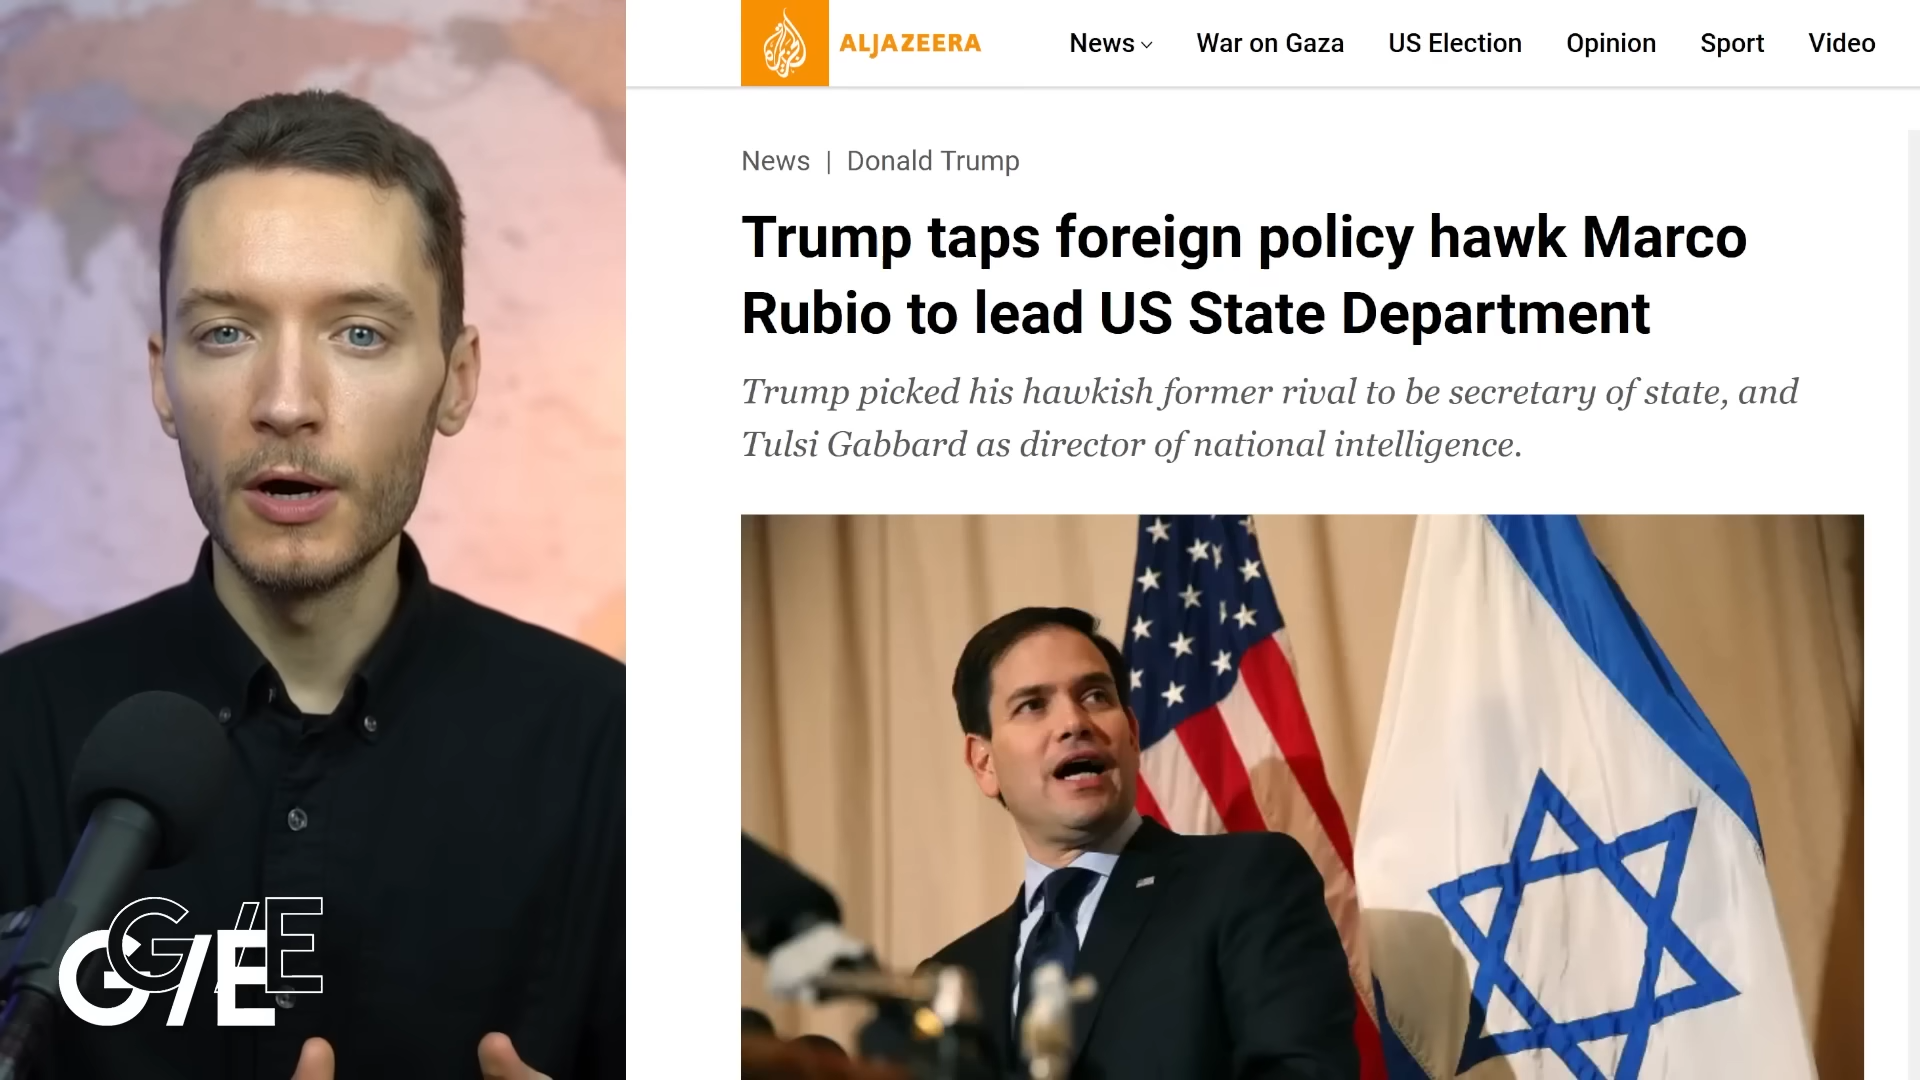 ALJAZEERA
News War on Gaza US Election Opinion Sport Video
News | Donald Trump
Trump taps foreign policy hawk Marco
Rubio to lead US State Department
Trump picked his hawkish former rival to be secretary of state, and
Tulsi Gabbard as director of national intelligence.
G/E
G/E